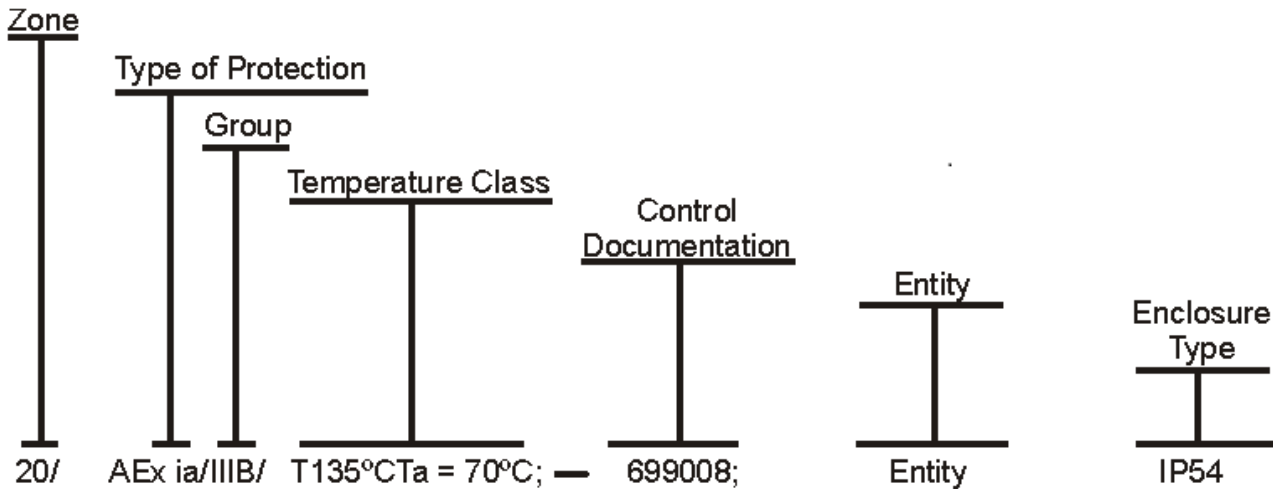 Zone
Type of Protection
Group
Temperature Class
Control
Documentation
Entity
Enclosure
Type
20/ AEx ia/IIIB/ T135ºCTa = 70ºC; — 699008; Entity IP54